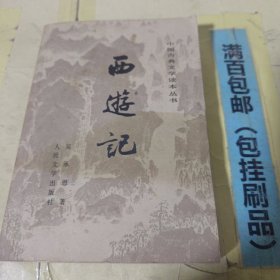 中国古典文学读本丛书
西遊記
吴承恩著
人民文学出版社
满百包邮（包挂刷品）